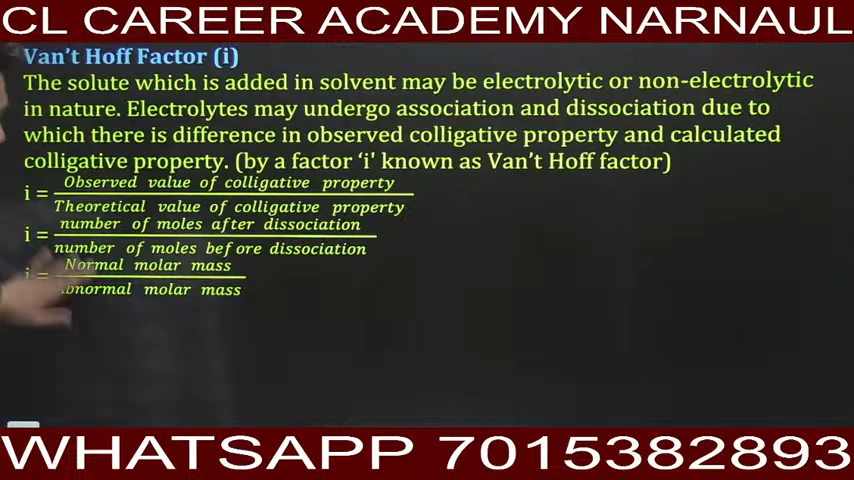 CL CAREER ACADEMY NARNAUL
Van't Hoff Factor (i)
The solute which is added in solvent may be electrolytic or non-electrolytic
in nature. Electrolytes may undergo association and dissociation due to
which there is difference in observed colligative property and calculated
colligative property. (by a factor 'i' known as Van't Hoff factor)
i = Observed value of colligative property
Theoretical value of colligative property
i = number of moles after dissociation
number of moles before dissociation
i = Normal molar mass
bnormal molar mass
WHATSAPP 7015382893